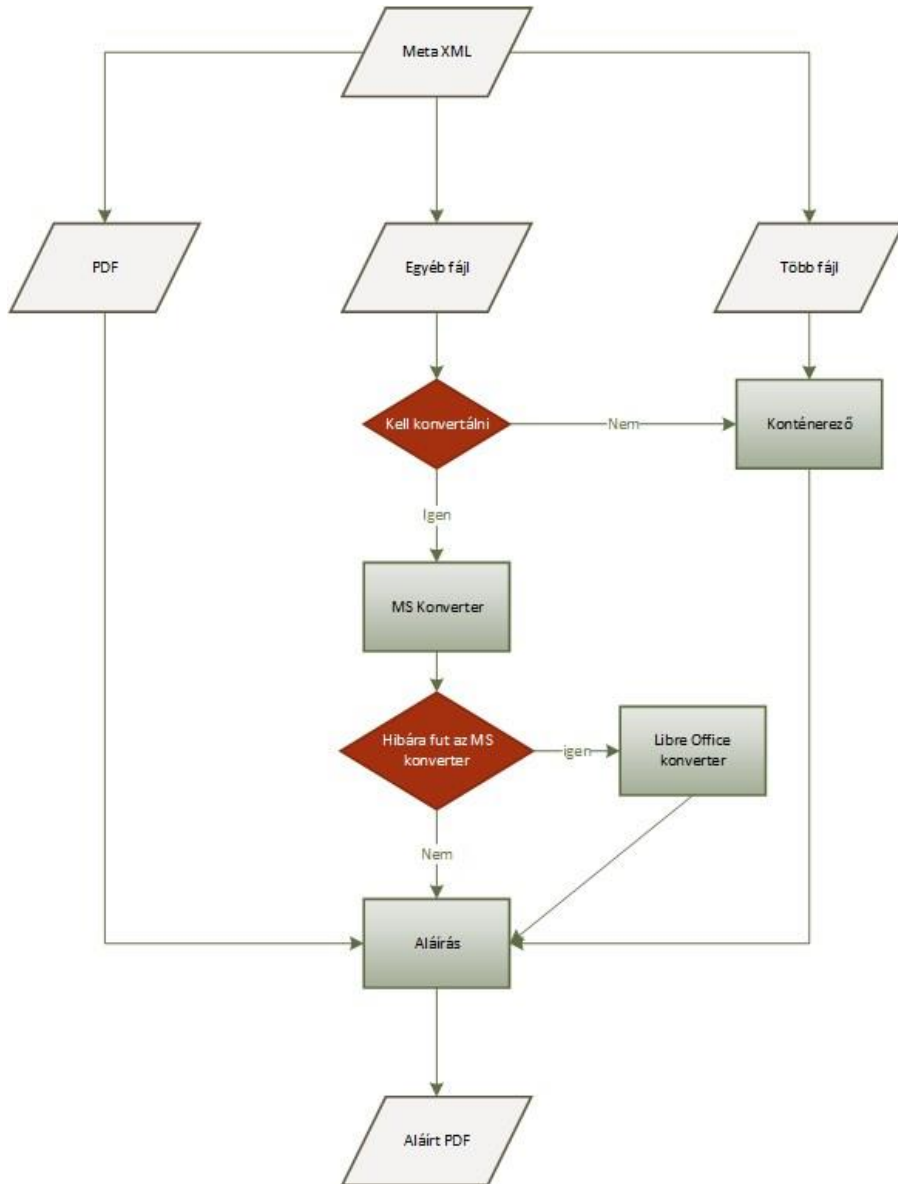 Meta XML
PDF
Egyéb fájl
Több fájl
Kell konvertálni
Nem
Konténerező
Igen
MS Konverter
Hibára fut az MS
konverter
igen
Libre Office
konverter
Nem
Aláírás
Aláírt PDF